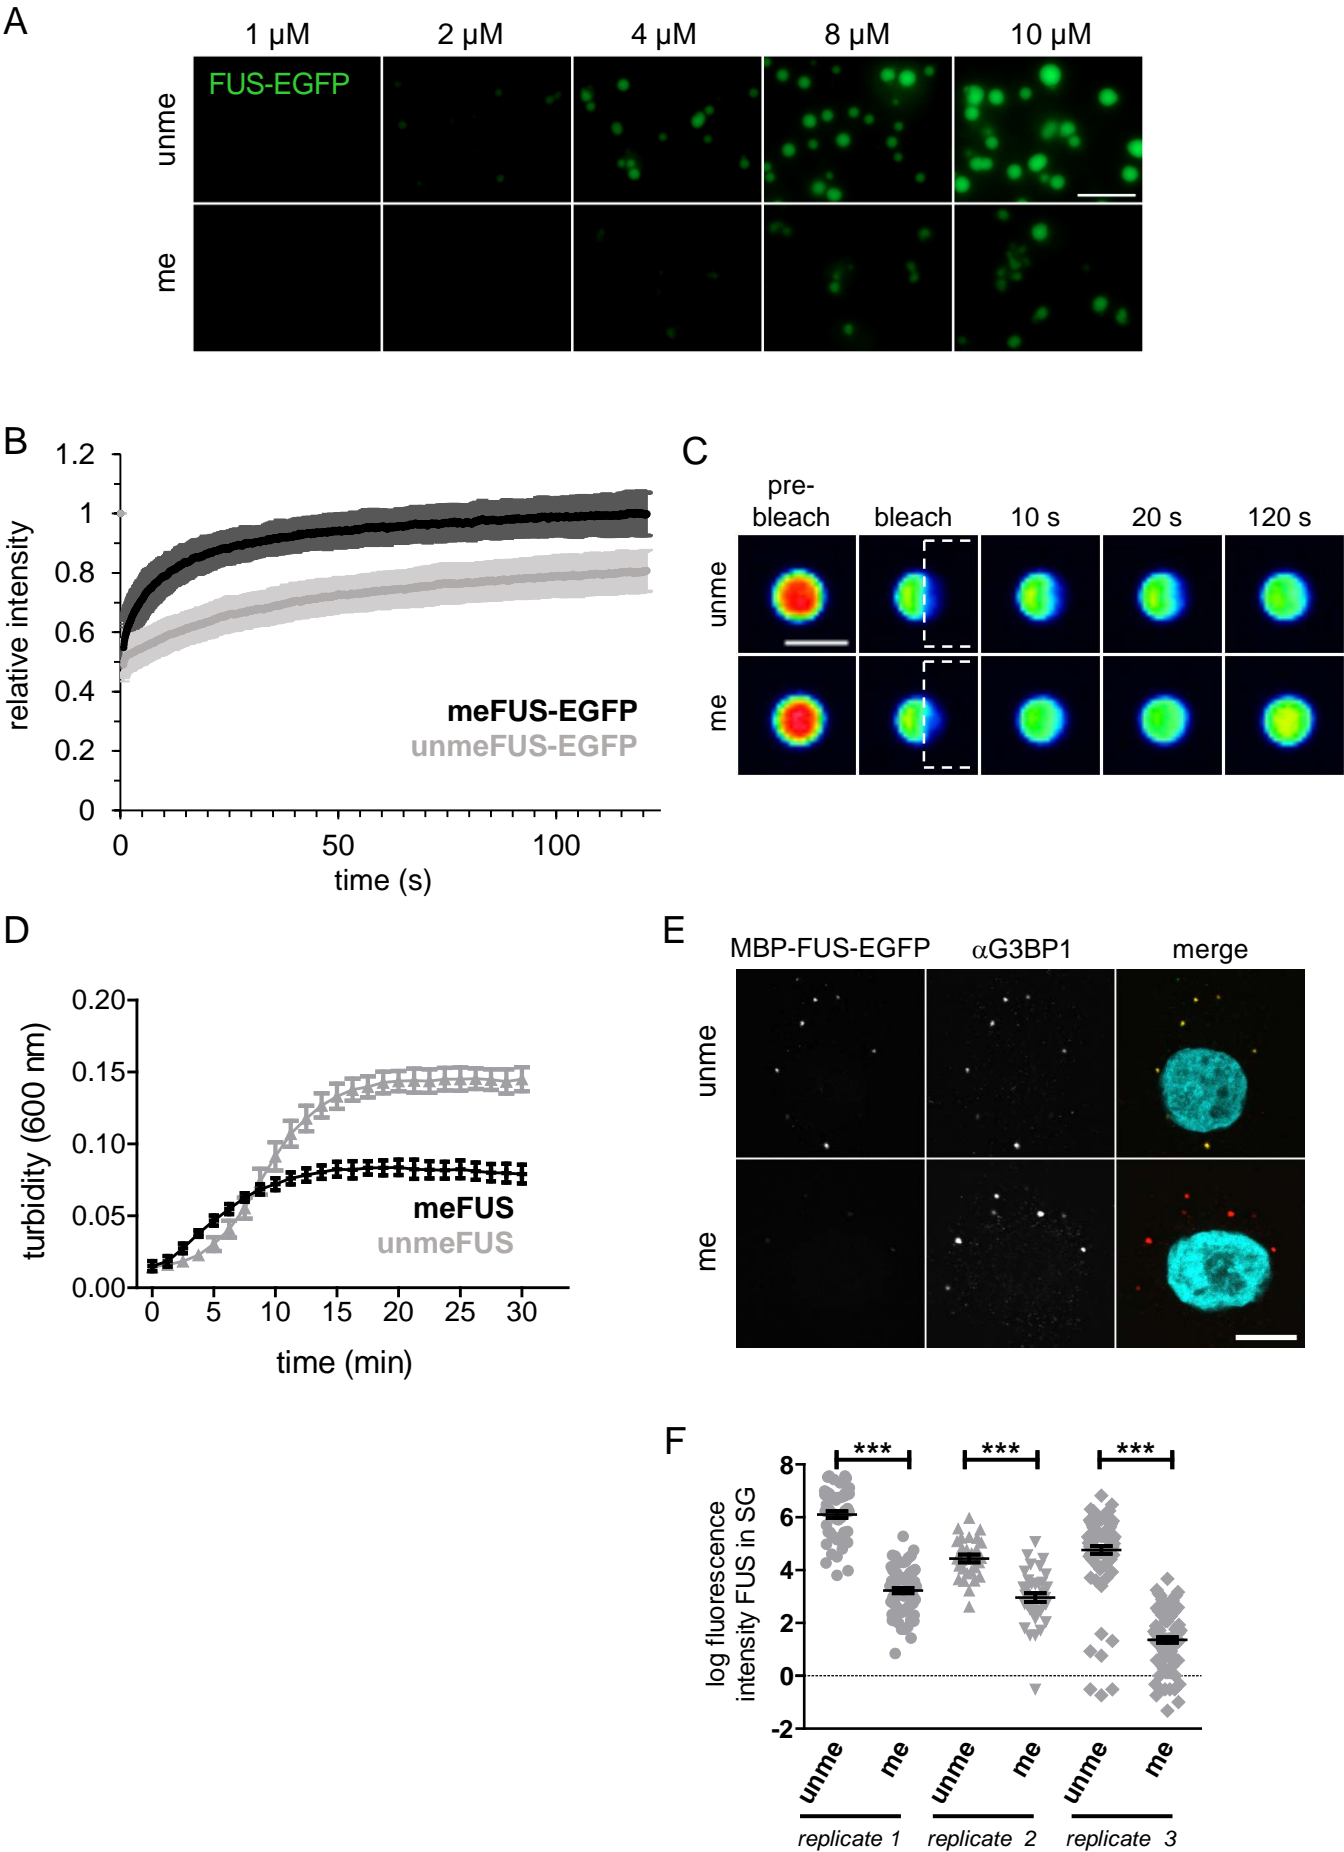 A
1 µM 2 µM 4 µM 8 µM 10 µM
FUS-EGFP
unme
me
B
1.2
1
0.8
0.6
0.4
0.2
0
0 50 100
relative intensity
time (s)
meFUS-EGFP
unmeFUS-EGFP
C
pre-
bleach bleach 10 s 20 s 120 s
unme
me
D
0.20
0.15
0.10
0.05
0.00
0 5 10 15 20 25 30
turbidity (600 nm)
time (min)
meFUS
unmeFUS
E
MBP-FUS-EGFP αG3BP1 merge
unme
me
F
*** *** ***
8
6
4
2
0
-2
log fluorescence
intensity FUS in SG
unme me unme me unme me
replicate 1 replicate 2 replicate 3